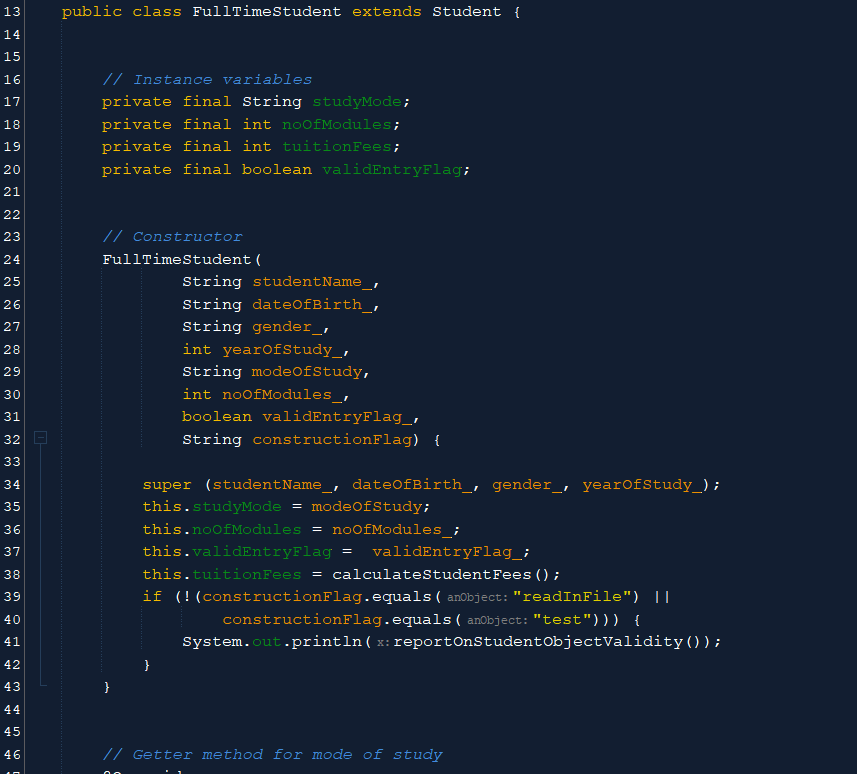 13 public class FullTimeStudent extends Student {
14
15
16 // Instance variables
17 private final String studyMode;
18 private final int noOfModules;
19 private final int tuitionFees;
20 private final boolean validEntryFlag;
21
22
23 // Constructor
24 FullTimeStudent(
25 String studentName_,
26 String dateOfBirth_,
27 String gender_,
28 int yearOfStudy_,
29 String modeOfStudy,
30 int noOfModules_,
31 boolean validEntryFlag_,
32 String constructionFlag) {
33
34 super (studentName_, dateOfBirth_, gender_, yearOfStudy_);
35 this.studyMode = modeOfStudy;
36 this.noOfModules = noOfModules_;
37 this.validEntryFlag =  validEntryFlag_;
38 this.tuitionFees = calculateStudentFees();
39 if (!(constructionFlag.equals( anObject: "readInFile") ||
40 constructionFlag.equals( anObject: "test"))) {
41 System.out.println( x: reportOnStudentObjectValidity());
42 }
43 }
44
45
46 // Getter method for mode of study